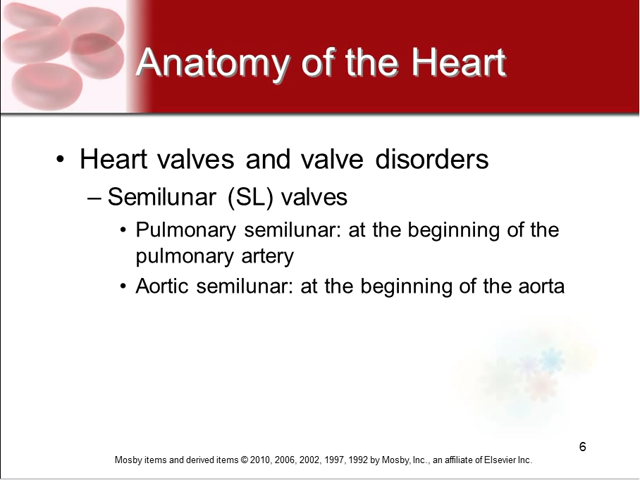 Anatomy of the Heart
• Heart valves and valve disorders
– Semilunar (SL) valves
• Pulmonary semilunar: at the beginning of the
pulmonary artery
• Aortic semilunar: at the beginning of the aorta
6
Mosby items and derived items © 2010, 2006, 2002, 1997, 1992 by Mosby, Inc., an affiliate of Elsevier Inc.